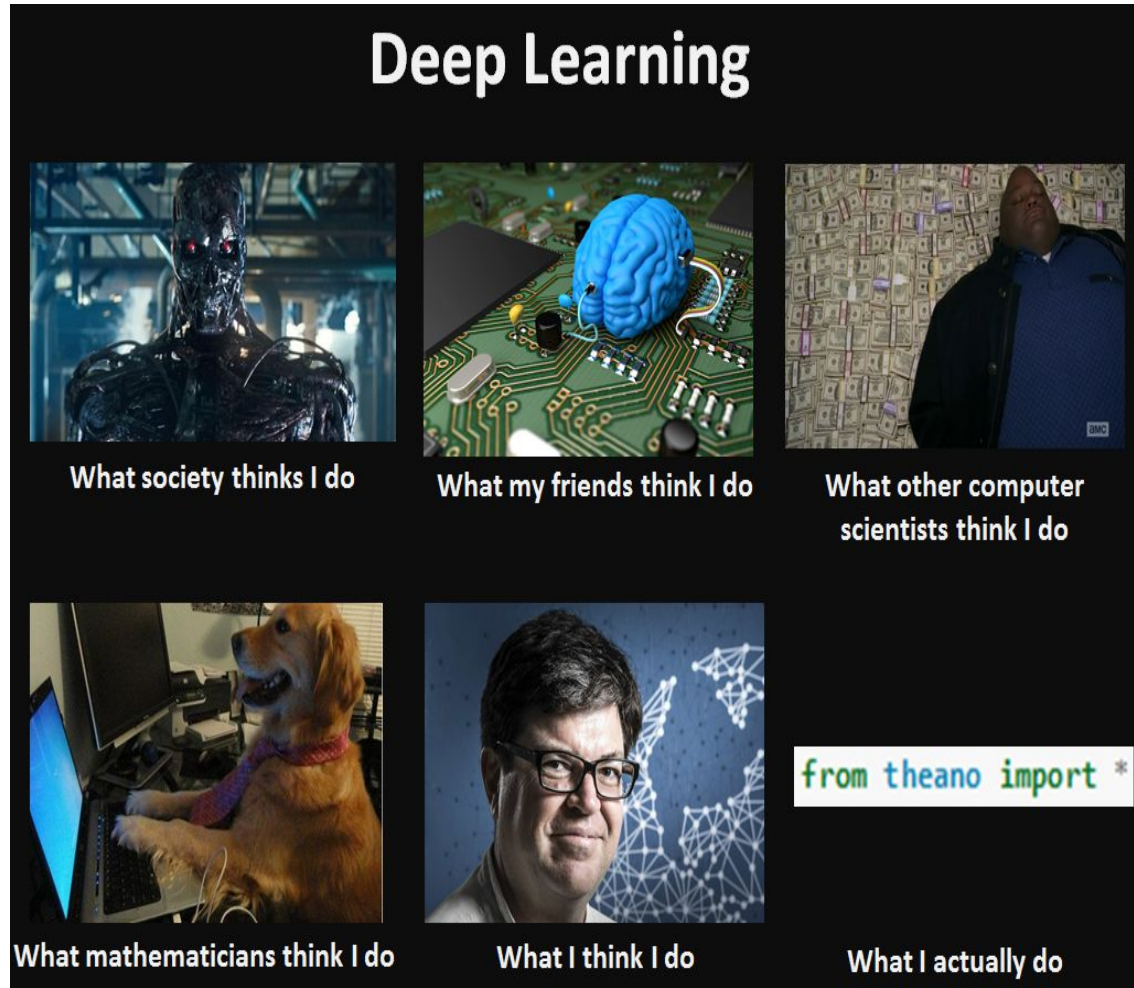 Deep Learning
What society thinks I do
What my friends think I do
What other computer
scientists think I do
amc
What mathematicians think I do
What I think I do
from theano import *
What I actually do